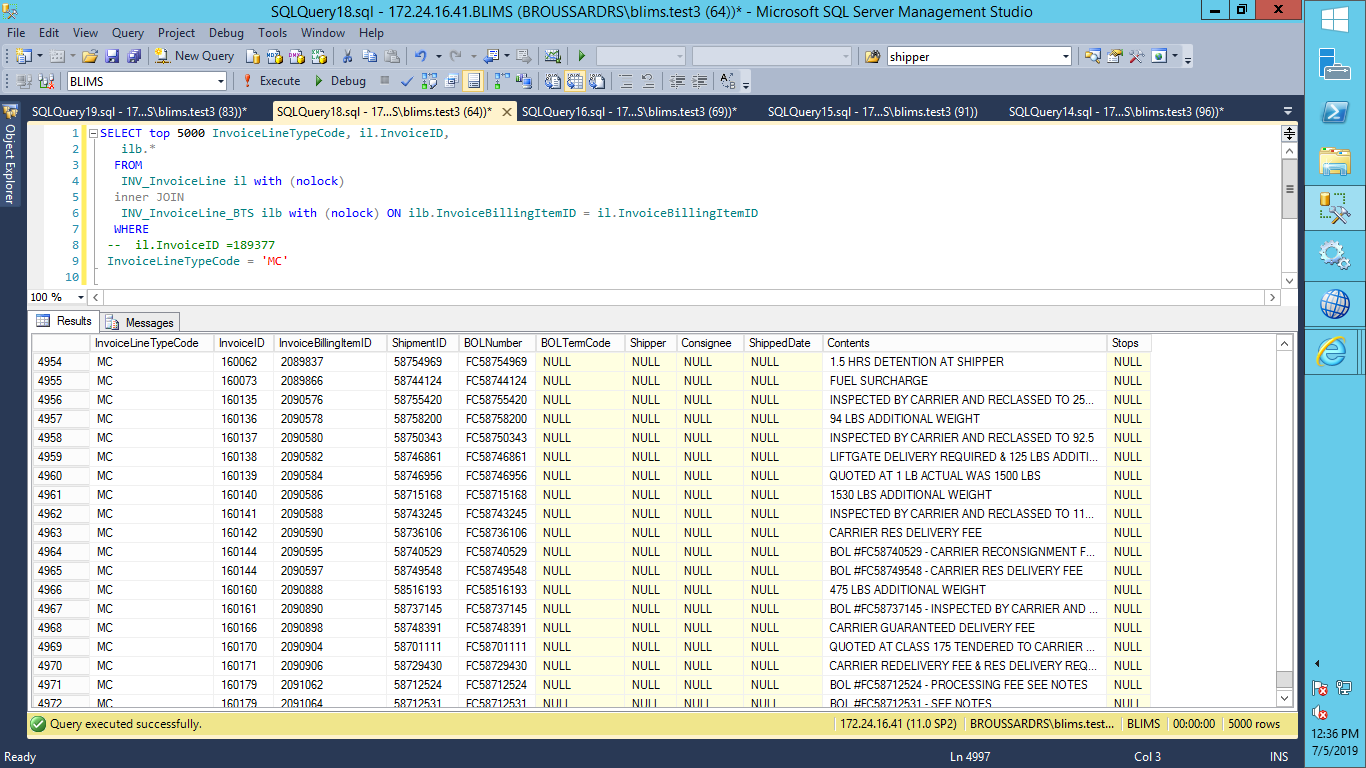 SQLQuery18.sql - 172.24.16.41.BLIMS (BROUSSARDRS\blims.test3 (64))* - Microsoft SQL Server Management Studio
File Edit View Query Project Debug Tools Window Help
New Query shipper
BLIMS Execute Debug
SQLQuery19.sql - 17...S\blims.test3 (83))* SQLQuery18.sql - 17...S\blims.test3 (64))* SQLQuery16.sql - 17...S\blims.test3 (69))* SQLQuery15.sql - 17...S\blims.test3 (91)) SQLQuery14.sql - 17...S\blims.test3 (96))*
Object Explorer
1 SELECT top 5000 InvoiceLineTypeCode, il.InvoiceID,
2 ilb.*
3 FROM
4 INV_InvoiceLine il with (nolock)
5 inner JOIN
6 INV_InvoiceLine_BTS ilb with (nolock) ON ilb.InvoiceBillingItemID = il.InvoiceBillingItemID
7 WHERE
8 -- il.InvoiceID =189377
9 InvoiceLineTypeCode = 'MC'
10
100 %
Results Messages
InvoiceLineTypeCode InvoiceID InvoiceBillingItemID ShipmentID BOLNumber BOLTermCode Shipper Consignee ShippedDate Contents Stops
4954 MC 160062 2089837 58754969 FC58754969 NULL NULL NULL NULL 1.5 HRS DETENTION AT SHIPPER NULL
4955 MC 160073 2089866 58744124 FC58744124 NULL NULL NULL NULL FUEL SURCHARGE NULL
4956 MC 160135 2090576 58755420 FC58755420 NULL NULL NULL NULL INSPECTED BY CARRIER AND RECLASSED TO 25... NULL
4957 MC 160136 2090578 58758200 FC58758200 NULL NULL NULL NULL 94 LBS ADDITIONAL WEIGHT NULL
4958 MC 160137 2090580 58750343 FC58750343 NULL NULL NULL NULL INSPECTED BY CARRIER AND RECLASSED TO 92.5 NULL
4959 MC 160138 2090582 58746861 FC58746861 NULL NULL NULL NULL LIFTGATE DELIVERY REQUIRED & 125 LBS ADDITI... NULL
4960 MC 160139 2090584 58746956 FC58746956 NULL NULL NULL NULL QUOTED AT 1 LB ACTUAL WAS 1500 LBS NULL
4961 MC 160140 2090586 58715168 FC58715168 NULL NULL NULL NULL 1530 LBS ADDITIONAL WEIGHT NULL
4962 MC 160141 2090588 58743245 FC58743245 NULL NULL NULL NULL INSPECTED BY CARRIER AND RECLASSED TO 11... NULL
4963 MC 160142 2090590 58736106 FC58736106 NULL NULL NULL NULL CARRIER RES DELIVERY FEE NULL
4964 MC 160144 2090595 58740529 FC58740529 NULL NULL NULL NULL BOL #FC58740529 - CARRIER RECONSIGNMENT F... NULL
4965 MC 160144 2090597 58749548 FC58749548 NULL NULL NULL NULL BOL #FC58749548 - CARRIER RES DELIVERY FEE NULL
4966 MC 160160 2090888 58516193 FC58516193 NULL NULL NULL NULL 475 LBS ADDITIONAL WEIGHT NULL
4967 MC 160161 2090890 58737145 FC58737145 NULL NULL NULL NULL BOL #FC58737145 - INSPECTED BY CARRIER AND ... NULL
4968 MC 160166 2090898 58748391 FC58748391 NULL NULL NULL NULL CARRIER GUARANTEED DELIVERY FEE NULL
4969 MC 160170 2090904 58701111 FC58701111 NULL NULL NULL NULL QUOTED AT CLASS 175 TENDERED TO CARRIER ... NULL
4970 MC 160171 2090906 58729430 FC58729430 NULL NULL NULL NULL CARRIER REDELIVERY FEE & RES DELIVERY REQ... NULL
4971 MC 160179 2091062 58712524 FC58712524 NULL NULL NULL NULL BOL #FC58712524 - PROCESSING FEE SEE NOTES NULL
4972 MC 160179 2091064 58712531 FC58712531 NULL NULL NULL NULL BOL #FC58712531 - SEE NOTES NULL
Query executed successfully. 172.24.16.41 (11.0 SP2) BROUSSARDRS\blims.test... BLIMS 00:00:00 5000 rows
Ready Ln 4997 Col 3 INS
12:36 PM
7/5/2019